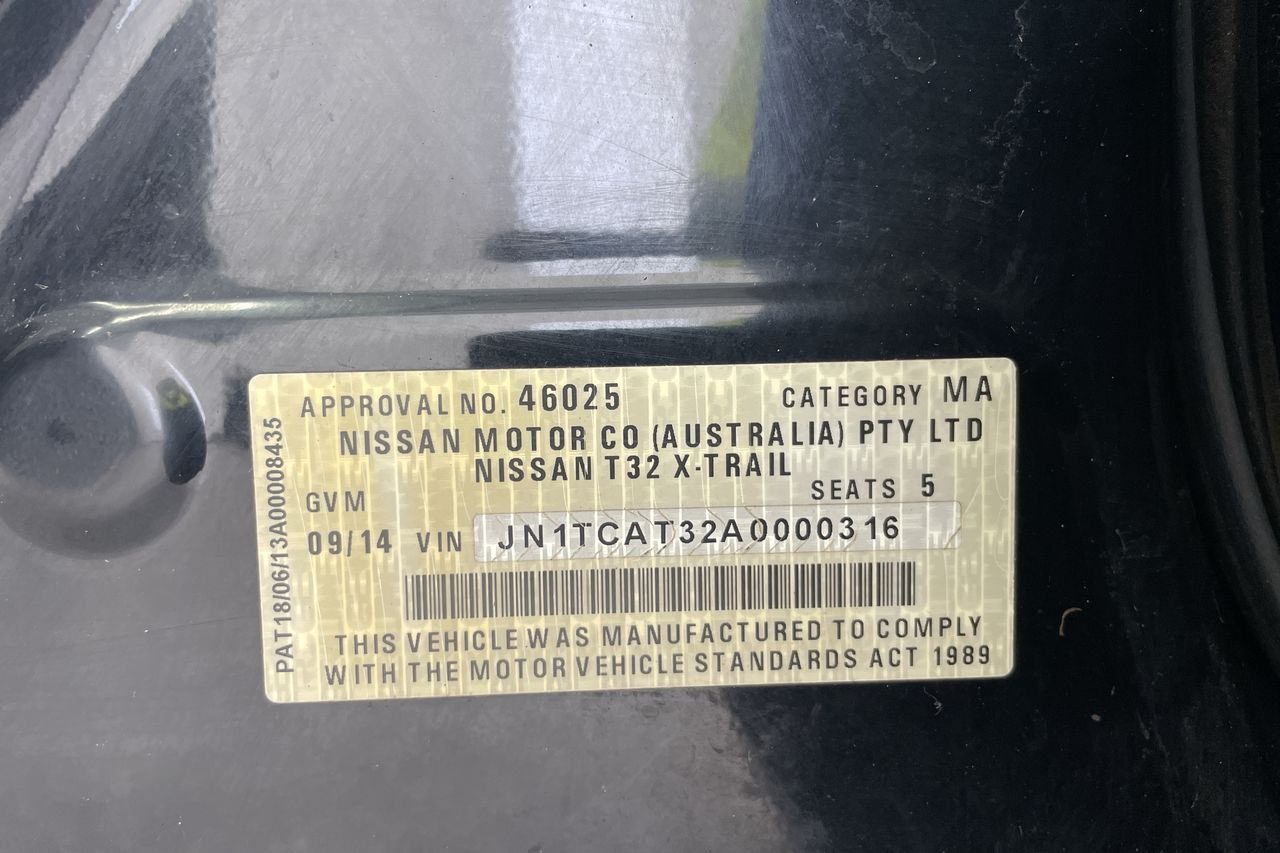 APPROVAL NO. 46025 CATEGORY MA
NISSAN MOTOR CO (AUSTRALIA) PTY LTD
NISSAN T32 X-TRAIL
GVM SEATS 5
09/14 VIN JN1TCAT32A0000316
THIS VEHICLE WAS MANUFACTURED TO COMPLY
WITH THE MOTOR VEHICLE STANDARDS ACT 1989
PAT18/06/13A00008435